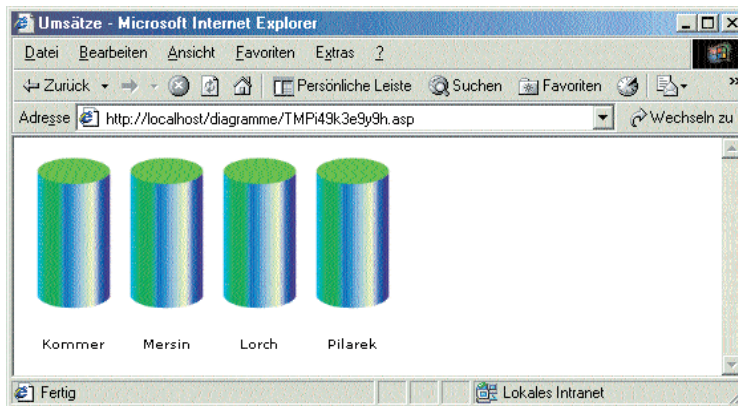 Umsätze - Microsoft Internet Explorer
Datei Bearbeiten Ansicht Favoriten Extras ?
Zurück Persönliche Leiste Suchen Favoriten »
Adresse http://localhost/diagramme/TMPi49k3e9y9h.asp Wechseln zu
Kommer Mersin Lorch Pilarek
Fertig Lokales Intranet